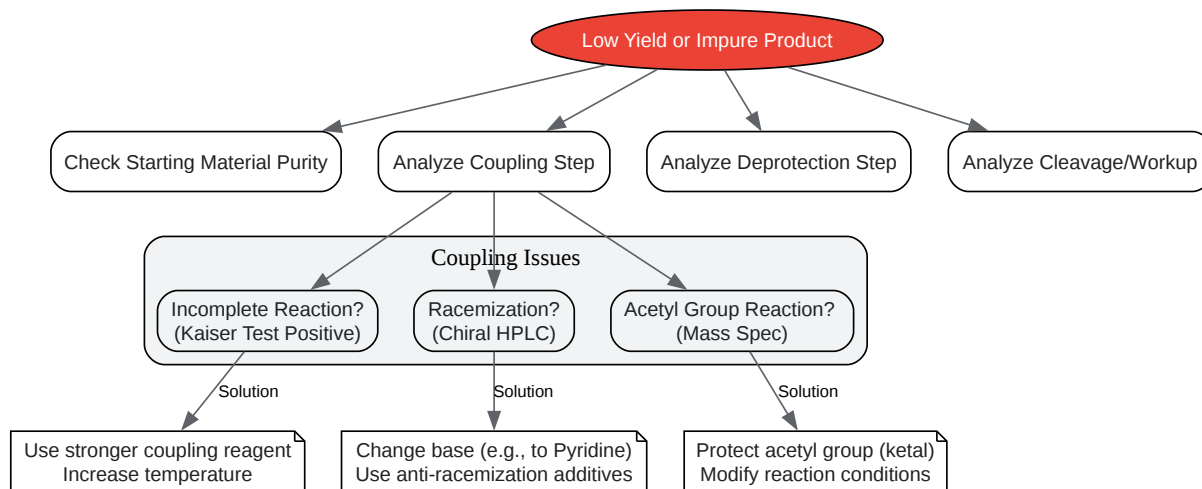 Low Yield or Impure Product
Check Starting Material Purity
Analyze Coupling Step
Analyze Deprotection Step
Analyze Cleavage/Workup
Coupling Issues
Incomplete Reaction?
(Kaiser Test Positive)
Racemization?
(Chiral HPLC)
Acetyl Group Reaction?
(Mass Spec)
Solution
Solution
Solution
Use stronger coupling reagent
Increase temperature
Change base (e.g., to Pyridine)
Use anti-racemization additives
Protect acetyl group (ketal)
Modify reaction conditions